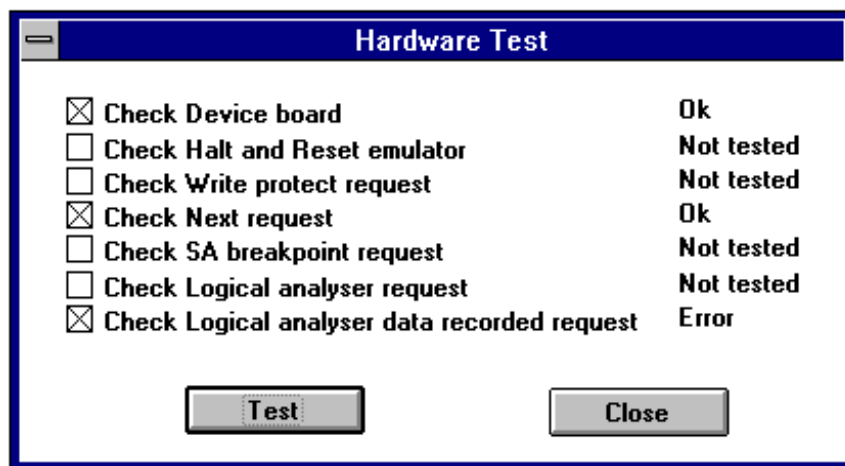 Hardware Test
Check Device board Ok
Check Halt and Reset emulator Not tested
Check Write protect request Not tested
Check Next request Ok
Check SA breakpoint request Not tested
Check Logical analyser request Not tested
Check Logical analyser data recorded request Error
Test Close